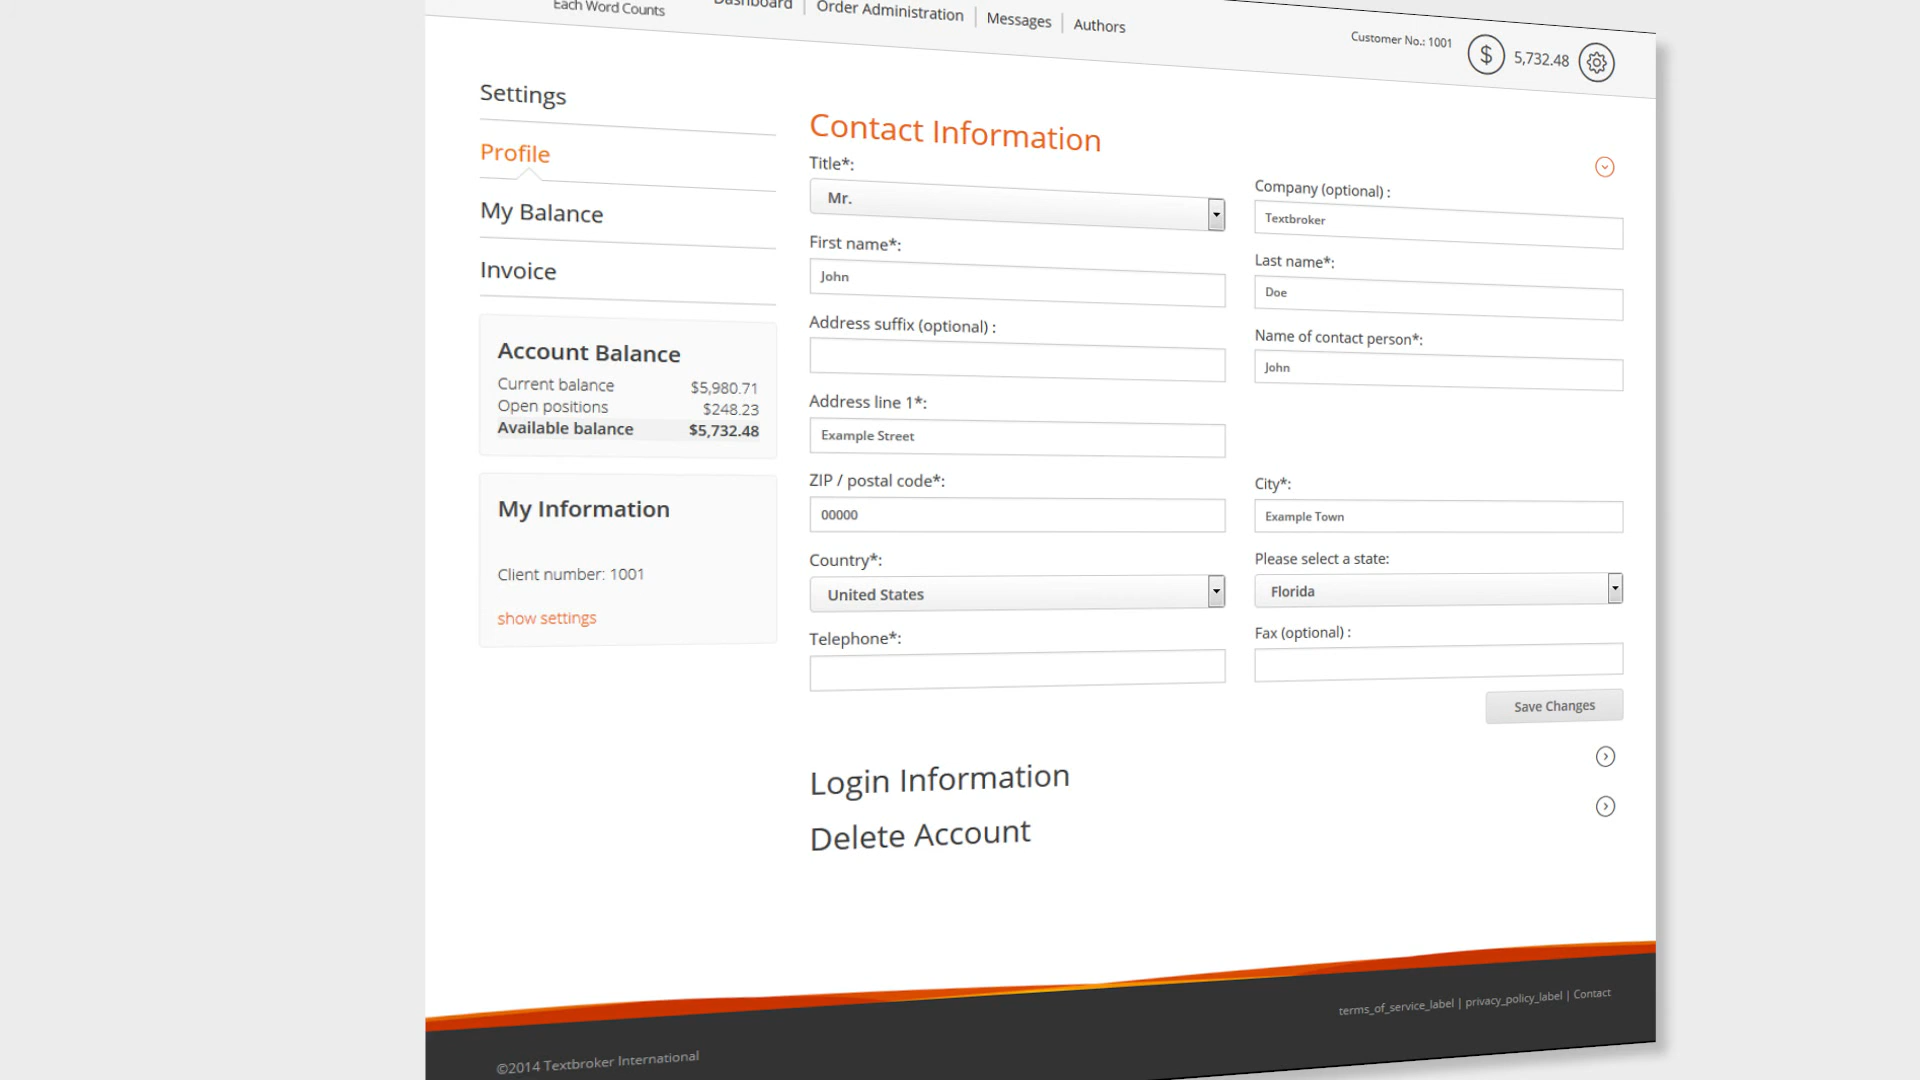 Each Word Counts
Dashboard
Order Administration
Messages
Authors
Customer No.: 1001
$
5,732.48
Settings
Profile
My Balance
Invoice
Account Balance
Current balance $5,980.71
Open positions $248.23
Available balance $5,732.48
My Information
Client number: 1001
show settings
Contact Information
Title*:
Mr.
Company (optional) :
Textbroker
First name*:
John
Last name*:
Doe
Address suffix (optional) :
Name of contact person*:
John
Address line 1*:
Example Street
ZIP / postal code*:
00000
City*:
Example Town
Country*:
United States
Please select a state:
Florida
Telephone*:
Fax (optional) :
Save Changes
Login Information
Delete Account
terms_of_service_label | privacy_policy_label | Contact
©2014 Textbroker International